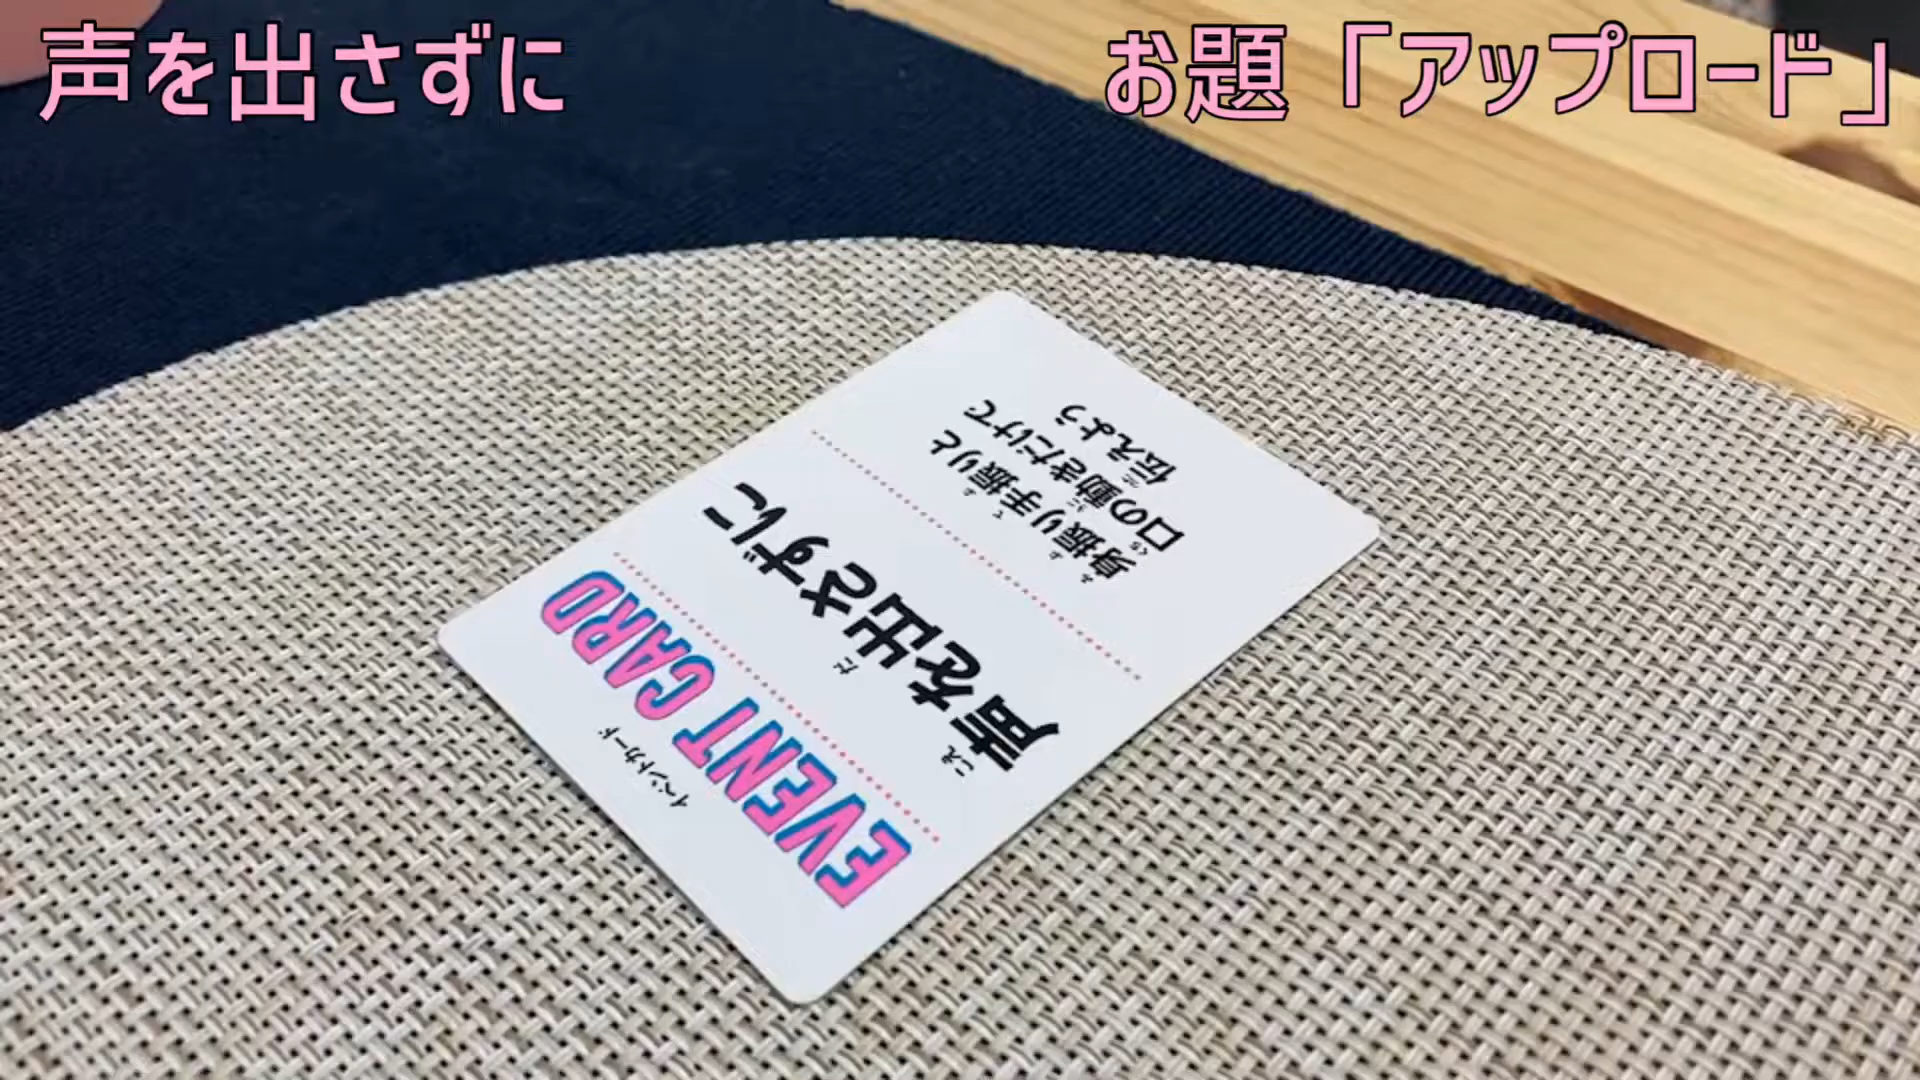 声を出さずに
お題「アップロード」
イベントカード
EVENT CARD
声を出さずに
身振り手振りと
口の動きだけで
伝えよう